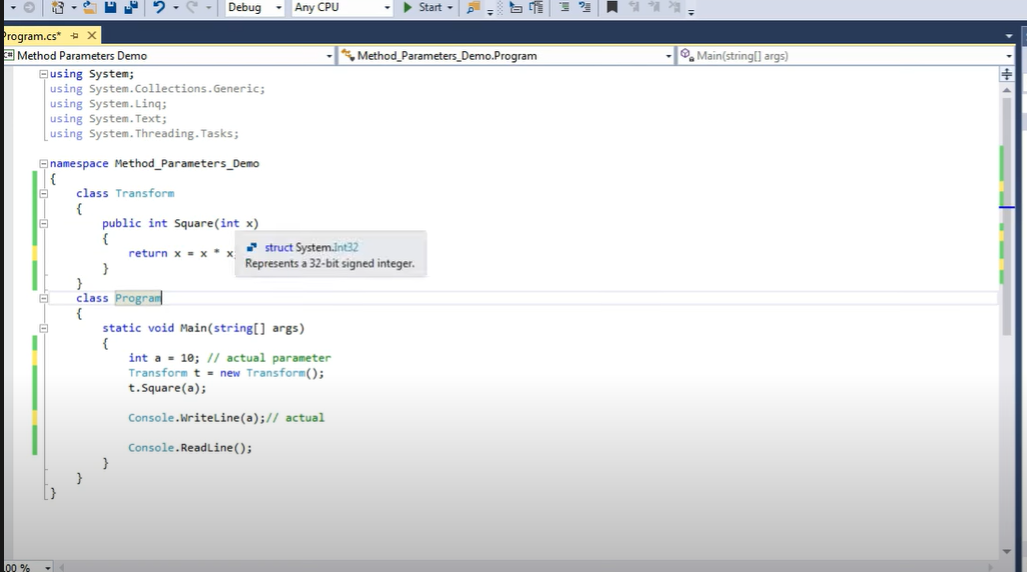 Debug Any CPU Start
Program.cs*
Method Parameters Demo Method_Parameters_Demo.Program Main(string[] args)
using System;
using System.Collections.Generic;
using System.Linq;
using System.Text;
using System.Threading.Tasks;
namespace Method_Parameters_Demo
{
class Transform
{
public int Square(int x)
{
return x = x * x
struct System.Int32
Represents a 32-bit signed integer.
}
}
class Program
{
static void Main(string[] args)
{
int a = 10; // actual parameter
Transform t = new Transform();
t.Square(a);
Console.WriteLine(a);// actual
Console.ReadLine();
}
}
}
00 %